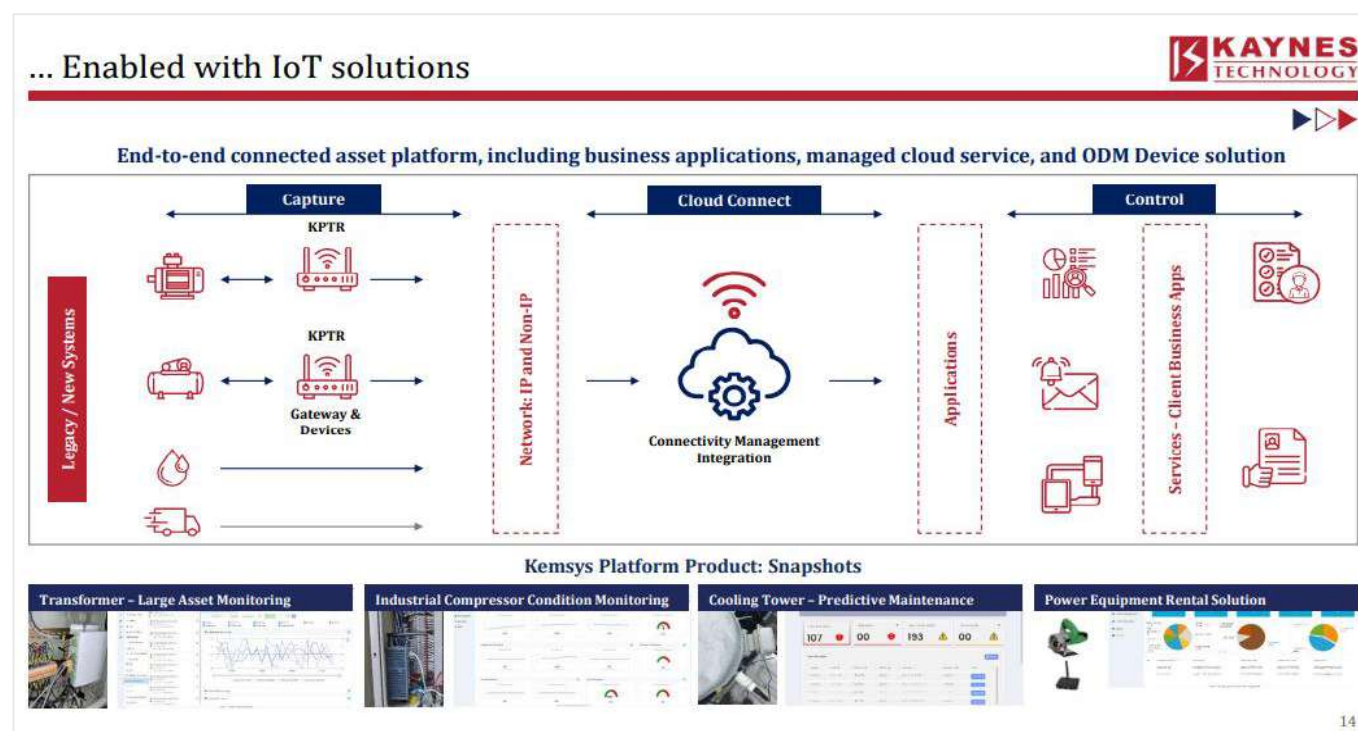 ... Enabled with IoT solutions
KAYNES
TECHNOLOGY
End-to-end connected asset platform, including business applications, managed cloud service, and ODM Device solution
Capture
Cloud Connect
Control
KPTR
KPTR
Gateway &
Devices
Legacy / New Systems
Network: IP and Non-IP
Connectivity Management
Integration
Applications
Services – Client Business Apps
Kemsys Platform Product: Snapshots
Transformer – Large Asset Monitoring
Industrial Compressor Condition Monitoring
Cooling Tower – Predictive Maintenance
Power Equipment Rental Solution
107
00
193
00
14